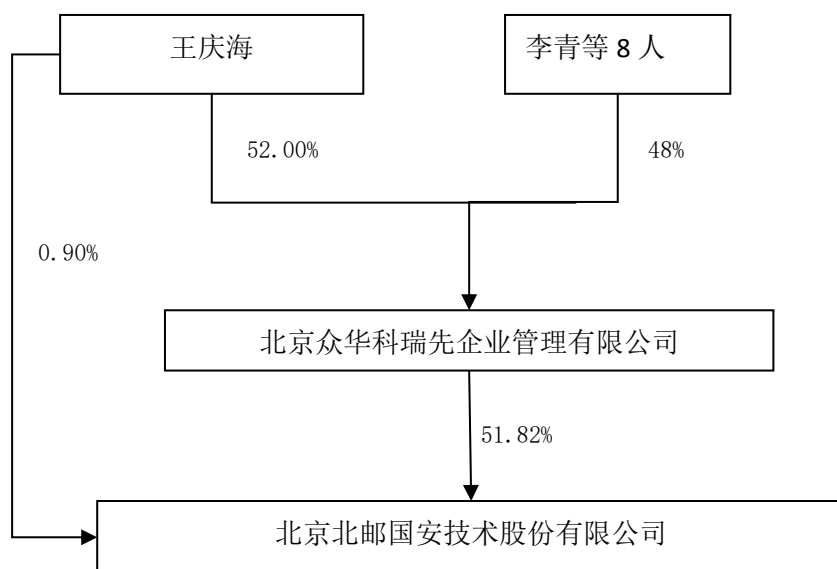 王庆海
李青等 8 人
52.00%
48%
0.90%
北京众华科瑞先企业管理有限公司
51.82%
北京北邮国安技术股份有限公司